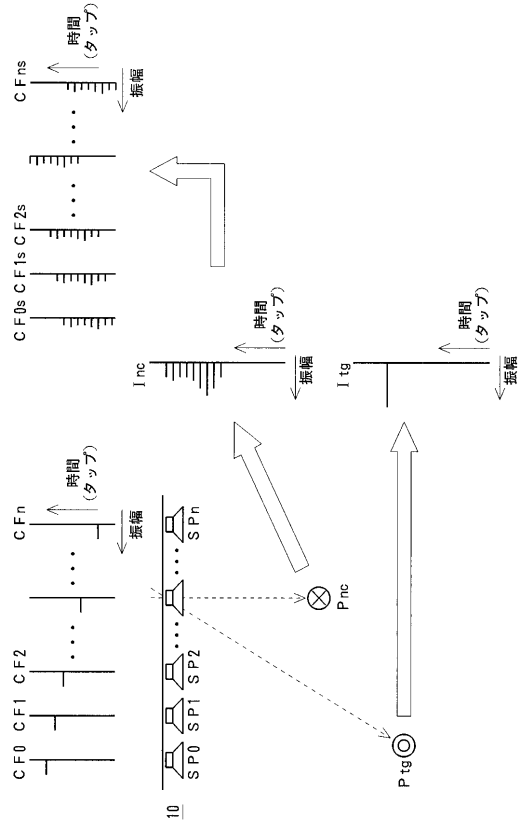 CF0 CF1 CF2 CFn
時間
(タップ)
振幅
10
SP0 SP1 SP2 SPn
Ptg
Pnc
Inc
時間
(タップ)
振幅
Itg
時間
(タップ)
振幅
CF0s CF1s CF2s CFns
時間
(タップ)
振幅